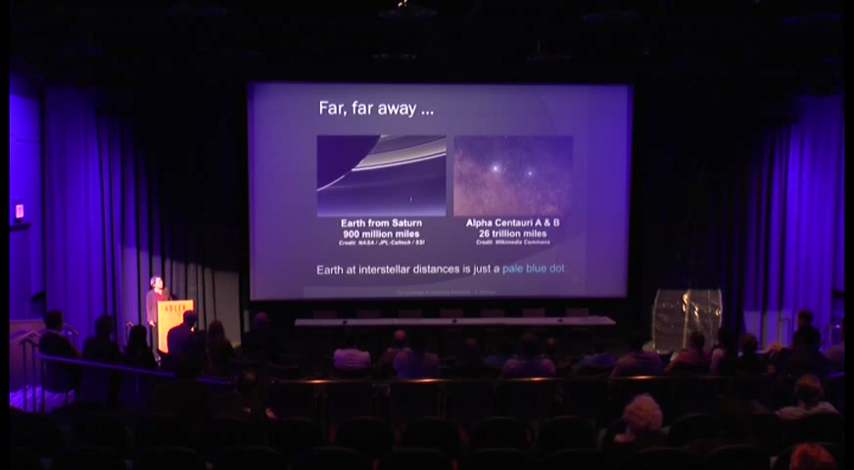 Far, far away ...
Earth from Saturn
900 million miles
Credit: NASA / JPL-Caltech / SSI
Alpha Centauri A & B
26 trillion miles
Credit: Wikimedia Commons
Earth at interstellar distances is just a pale blue dot
ADLER